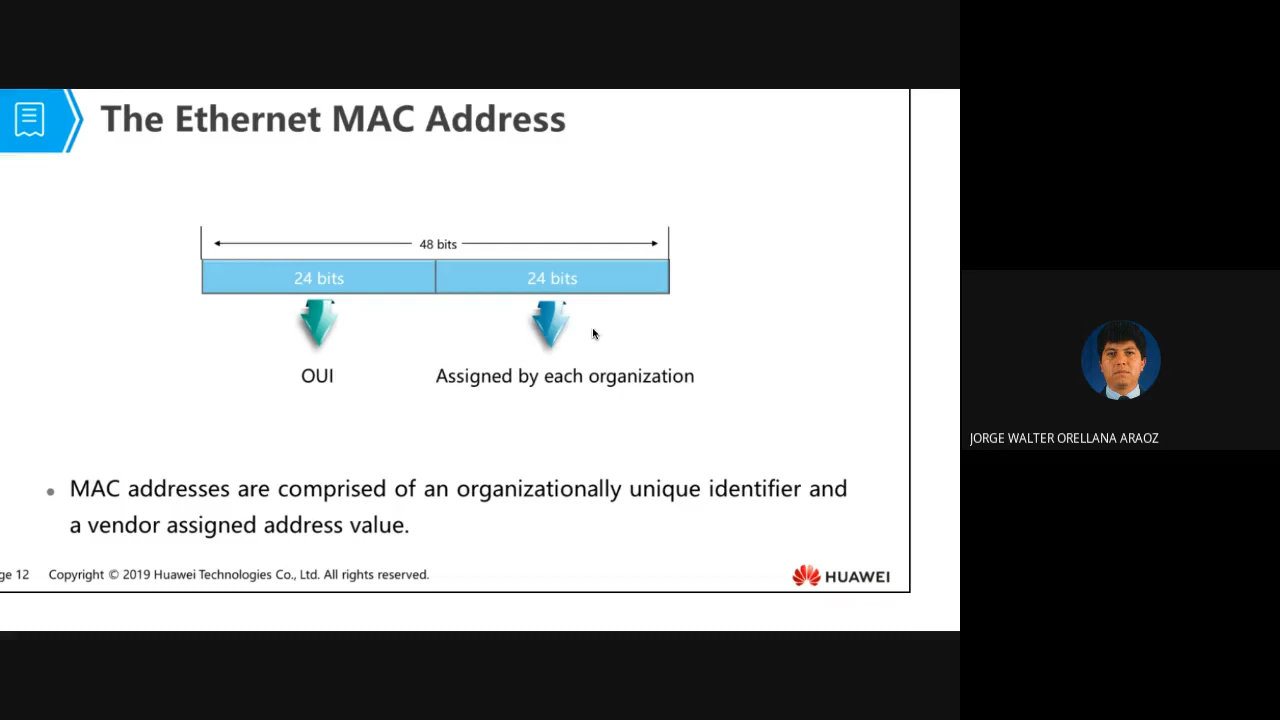 The Ethernet MAC Address
48 bits
24 bits 24 bits
OUI Assigned by each organization
JORGE WALTER ORELLANA ARAOZ
• MAC addresses are comprised of an organizationally unique identifier and
a vendor assigned address value.
ge 12 Copyright © 2019 Huawei Technologies Co., Ltd. All rights reserved. HUAWEI